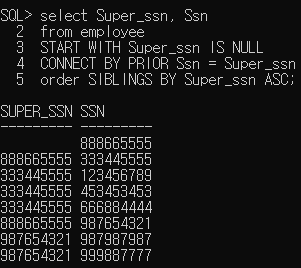 SQL> select Super_ssn, Ssn
2 from employee
3 START WITH Super_ssn IS NULL
4 CONNECT BY PRIOR Ssn = Super_ssn
5 order SIBLINGS BY Super_ssn ASC;
SUPER_SSN SSN
--------- ---------
888665555
888665555 333445555
333445555 123456789
333445555 453453453
333445555 666884444
888665555 987654321
987654321 987987987
987654321 999887777